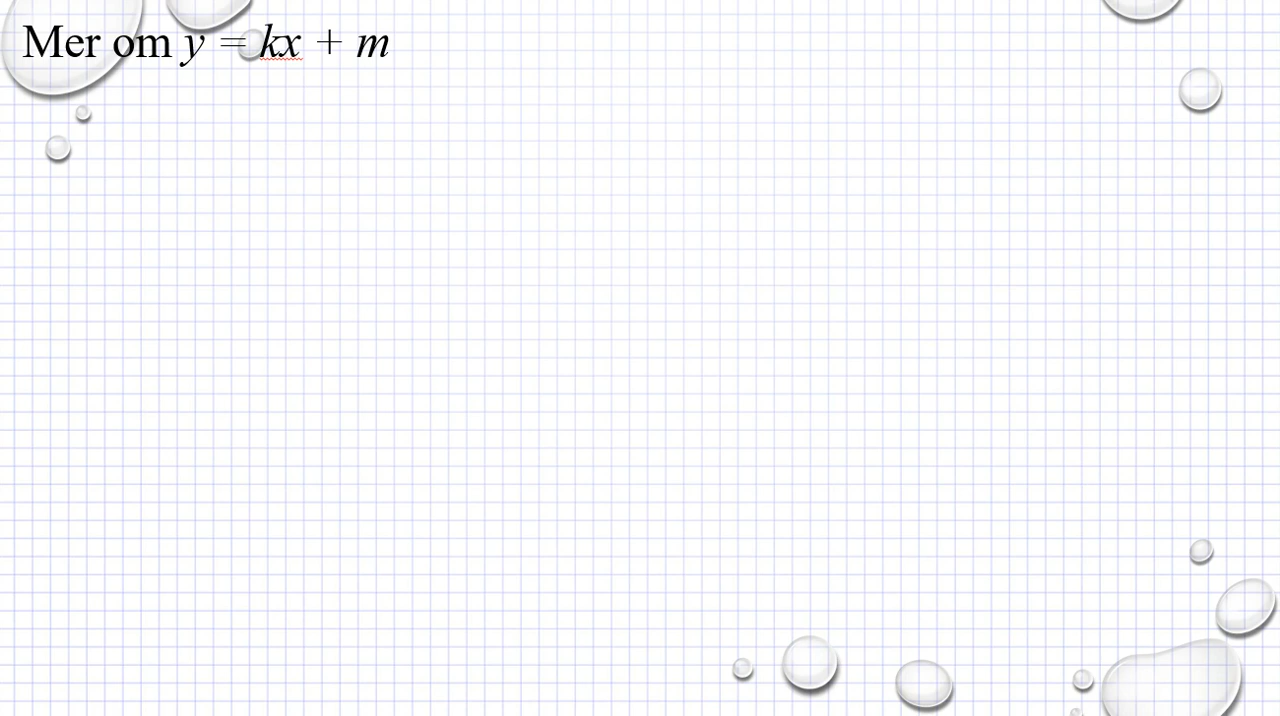 Mer om y = kx + m